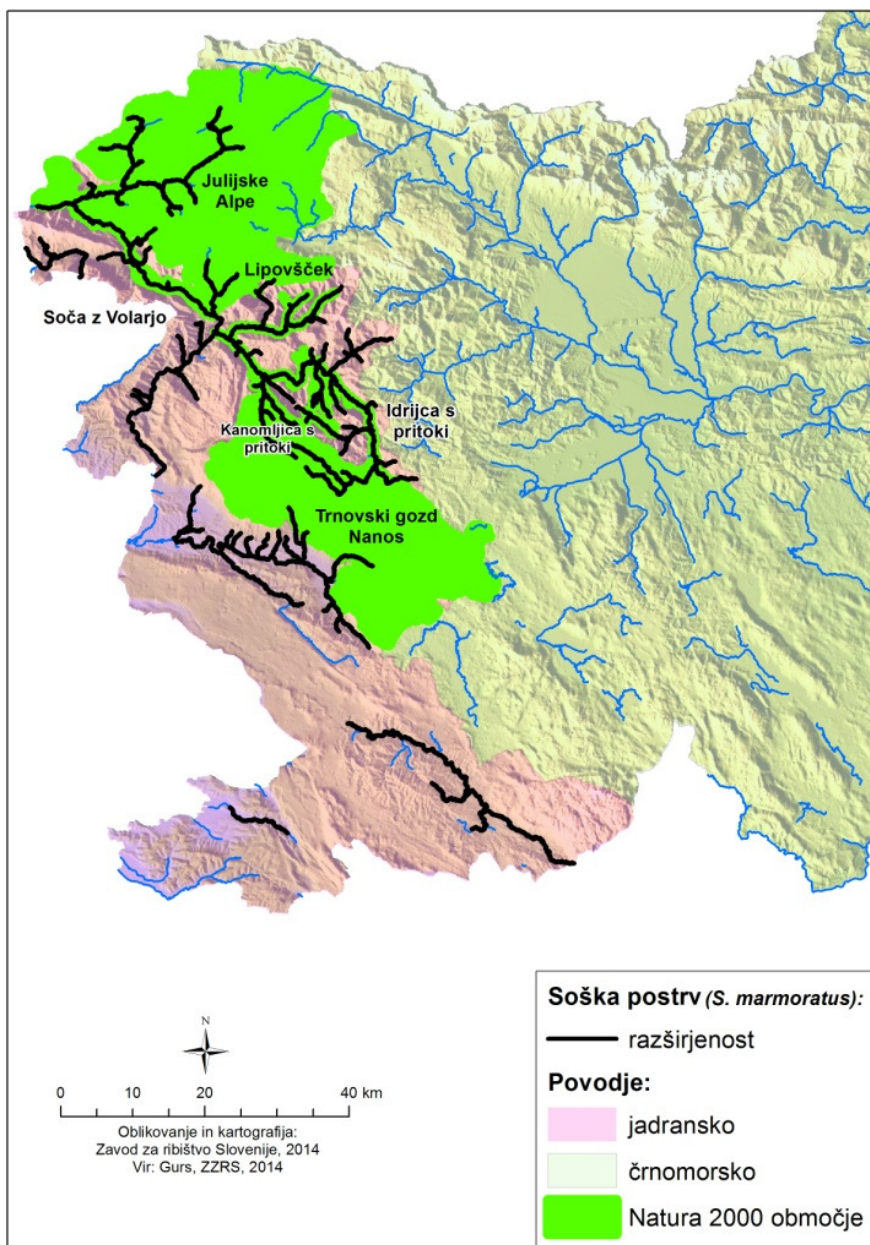 Julijske
Alpe
Lipovšček
Soča z Volarjo
Idrijca s
pritoki
Kanomljica s
pritoki
Trnovski gozd
Nanos
N
0 10 20 40 km
Oblikovanje in kartografija:
Zavod za ribištvo Slovenije, 2014
Vir: Gurs, ZZRS, 2014
Soška postrv (S. marmoratus):
razširjenost
Povodje:
jadransko
črnomorsko
Natura 2000 območje